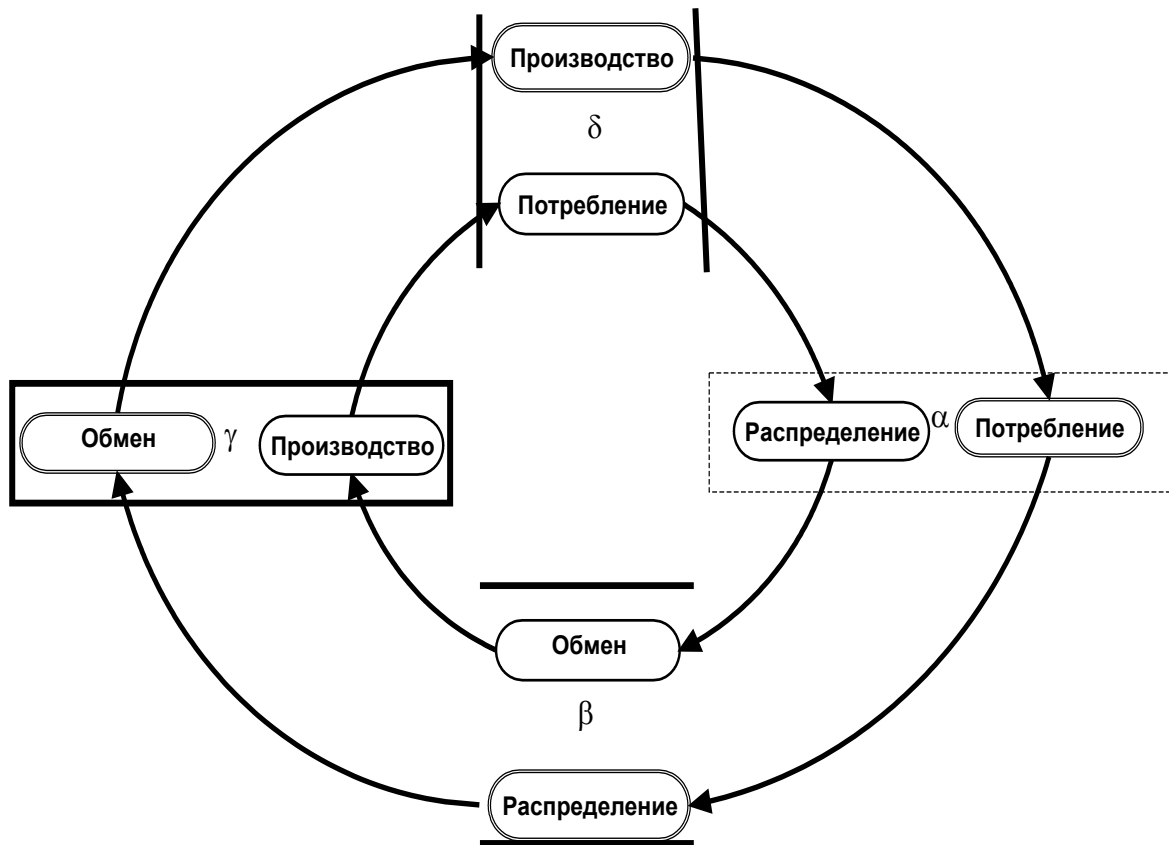 Производство
δ
Потребление
Обмен
γ
Производство
Распределение
α
Потребление
Обмен
β
Распределение